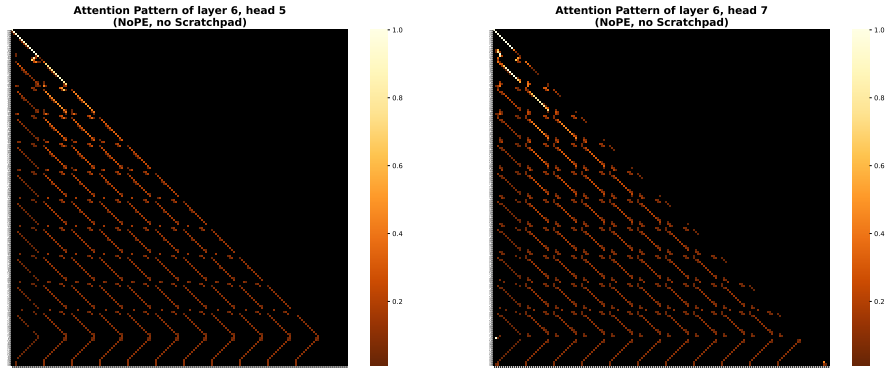 Attention Pattern of layer 6, head 5
(NoPE, no Scratchpad)
1.0
0.8
0.6
0.4
0.2
Attention Pattern of layer 6, head 7
(NoPE, no Scratchpad)
1.0
0.8
0.6
0.4
0.2